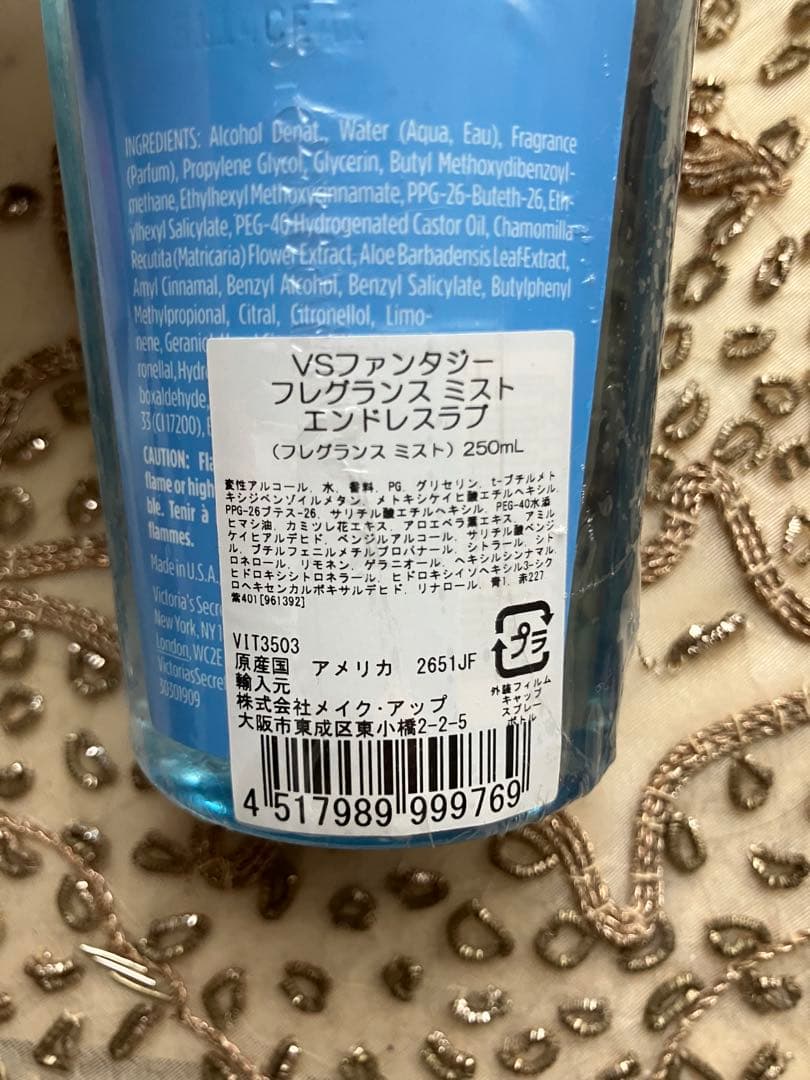 INGREDIENTS: Alcohol Denat., Water (Aqua, Eau), Fragrance
(Parfum), Propylene Glycol, Glycerin, Butyl Methoxydibenzoyl-
methane, Ethylhexyl Methoxycinnamate, PPG-26-Buteth-26, Eth-
ylhexyl Salicylate, PEG-40 Hydrogenated Castor Oil, Chamomilla
Recutita (Matricaria) Flower Extract, Aloe Barbadensis Leaf Extract,
Amyl Cinnamal, Benzyl Alcohol, Benzyl Salicylate, Butylphenyl
Methylpropional, Citral, Citronellol, Limo-
nene,
ronellal,
boxaldehyde,
33 (CI 17200),
CAUTION:
flame or high
ble. Tenir à
flammes.
Made in U.S.A.
Victoria's
New York, NY
London, WC2E
30301909
VSファンタジー
フレグランス ミスト
エンドレスラブ
(フレグランス ミスト) 250mL
変性アルコール、水、香料、PG、グリセリン、t-ブチルメト
キシジベンゾイルメタン、メトキシケイヒ酸エチルヘキシル、
PPG-26ブテス-26、サリチル酸エチルヘキシル、PEG-40水添
ヒマシ油、カミツレ花エキス、アロエベラ葉エキス、アミル
ケイヒアルデヒド、ベンジルアルコール、サリチル酸ベンジ
ル、ブチルフェニルメチルプロパナール、シトラール、シト
ロネロール、リモネン、ゲラニオール、ヘキシルシンナマル、
ヒドロキシシトロネラール、ヒドロキシイソヘキシル3-シク
ロヘキセンカルボキサルデヒド、リナロール、青1、赤227
紫401[961392]
VIT3503
原産国 アメリカ 2651JF
輸入元
株式会社メイク・アップ
大阪市東成区東小橋2-2-5
プラ
外装フィルム
キャップ
スプレー
ボトル
4 517989 999769